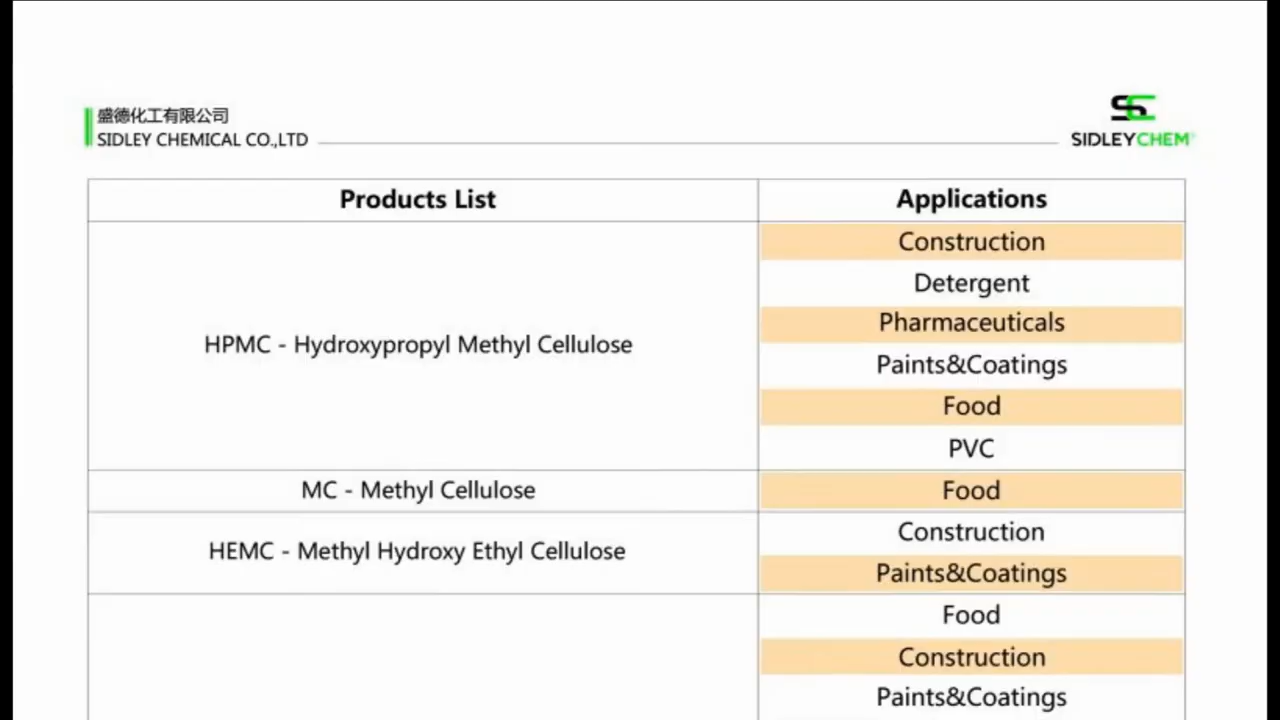 盛德化工有限公司
SIDLEY CHEMICAL CO.,LTD
SIDLEYCHEM®
Products List
Applications
HPMC - Hydroxypropyl Methyl Cellulose
Construction
Detergent
Pharmaceuticals
Paints&Coatings
Food
PVC
MC - Methyl Cellulose
Food
HEMC - Methyl Hydroxy Ethyl Cellulose
Construction
Paints&Coatings
Food
Construction
Paints&Coatings